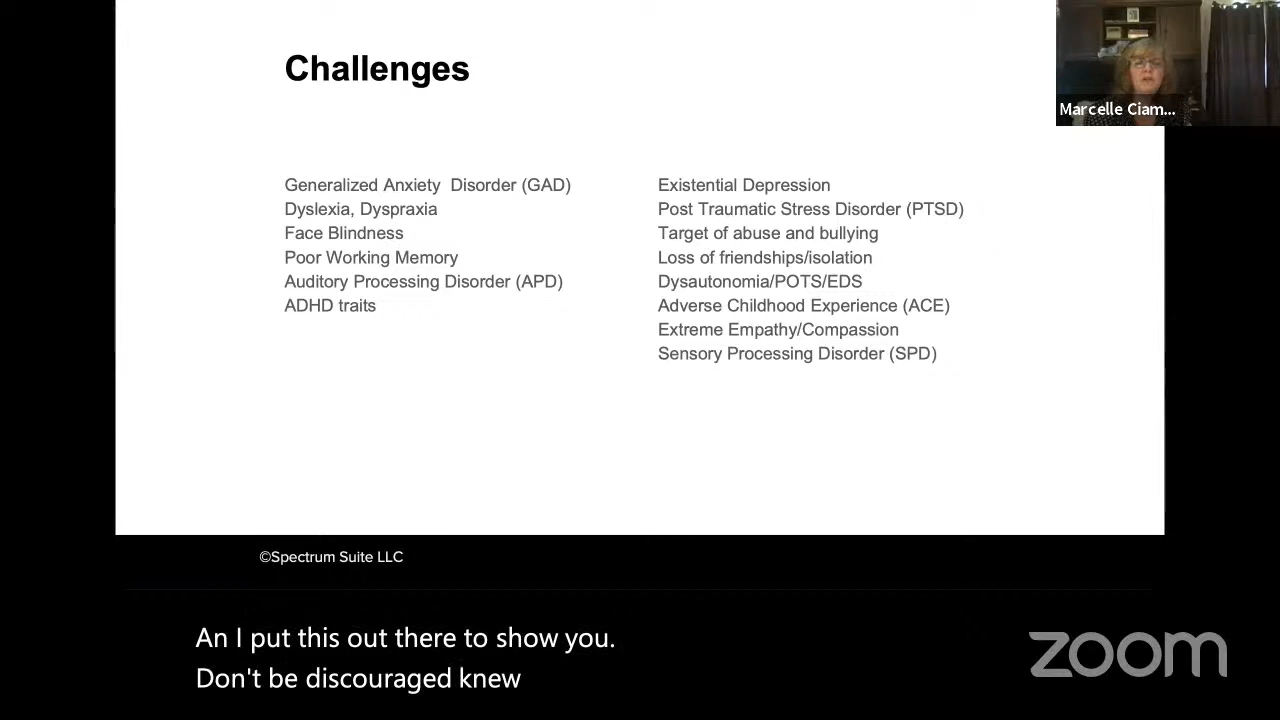 Challenges
Marcelle Ciam...
Generalized Anxiety  Disorder (GAD)
Dyslexia, Dyspraxia
Face Blindness
Poor Working Memory
Auditory Processing Disorder (APD)
ADHD traits
Existential Depression
Post Traumatic Stress Disorder (PTSD)
Target of abuse and bullying
Loss of friendships/isolation
Dysautonomia/POTS/EDS
Adverse Childhood Experience (ACE)
Extreme Empathy/Compassion
Sensory Processing Disorder (SPD)
©Spectrum Suite LLC
An I put this out there to show you.
Don't be discouraged knew
zoom